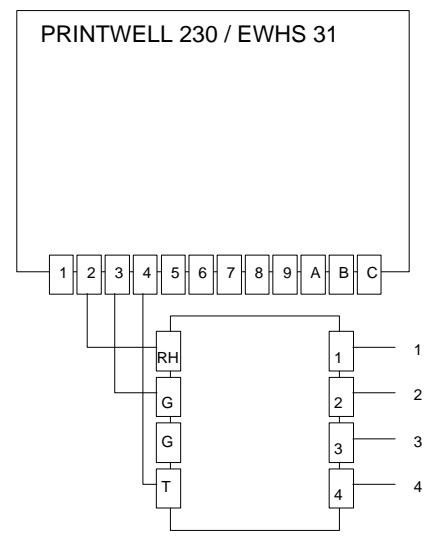 PRINTWELL 230 / EWHS 31
1 2 3 4 5 6 7 8 9 A B C
RH 1 1
G 2 2
G 3 3
T 4 4